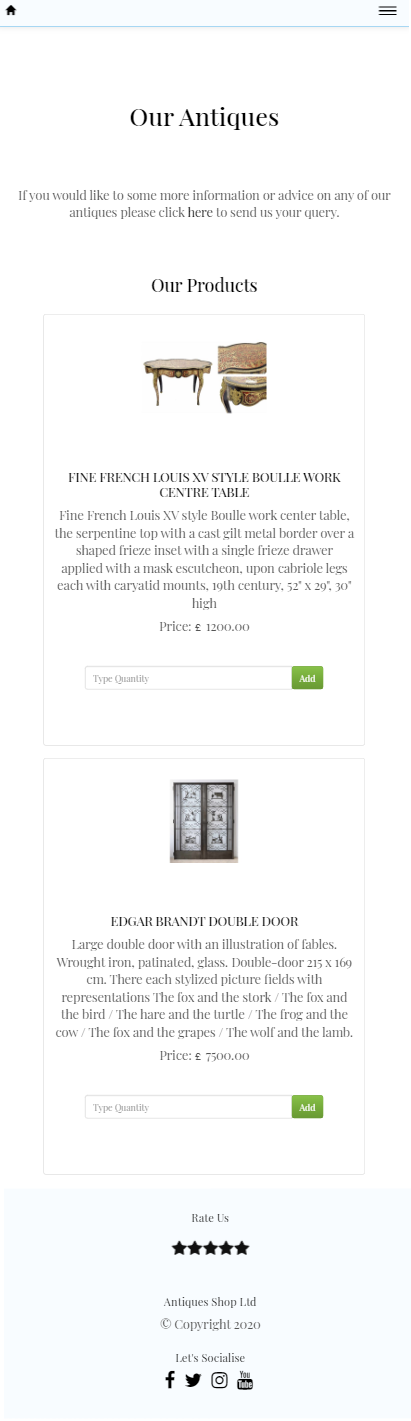 Our Antiques
If you would like to some more information or advice on any of our
antiques please click here to send us your query.
Our Products
FINE FRENCH LOUIS XV STYLE BOULLE WORK
CENTRE TABLE
Fine French Louis XV style Boulle work center table,
the serpentine top with a cast gilt metal border over a
shaped frieze inset with a single frieze drawer
applied with a mask escutcheon, upon cabriole legs
each with caryatid mounts, 19th century, 52" x 29", 30"
high
Price: £ 1200.00
Type Quantity Add
EDGAR BRANDT DOUBLE DOOR
Large double door with an illustration of fables.
Wrought iron, patinated, glass. Double-door 215 x 169
cm. There each stylized picture fields with
representations The fox and the stork / The fox and
the bird / The hare and the turtle / The frog and the
cow / The fox and the grapes / The wolf and the lamb.
Price: £ 7500.00
Type Quantity Add
Rate Us
Antiques Shop Ltd
© Copyright 2020
Let's Socialise
You
Tube